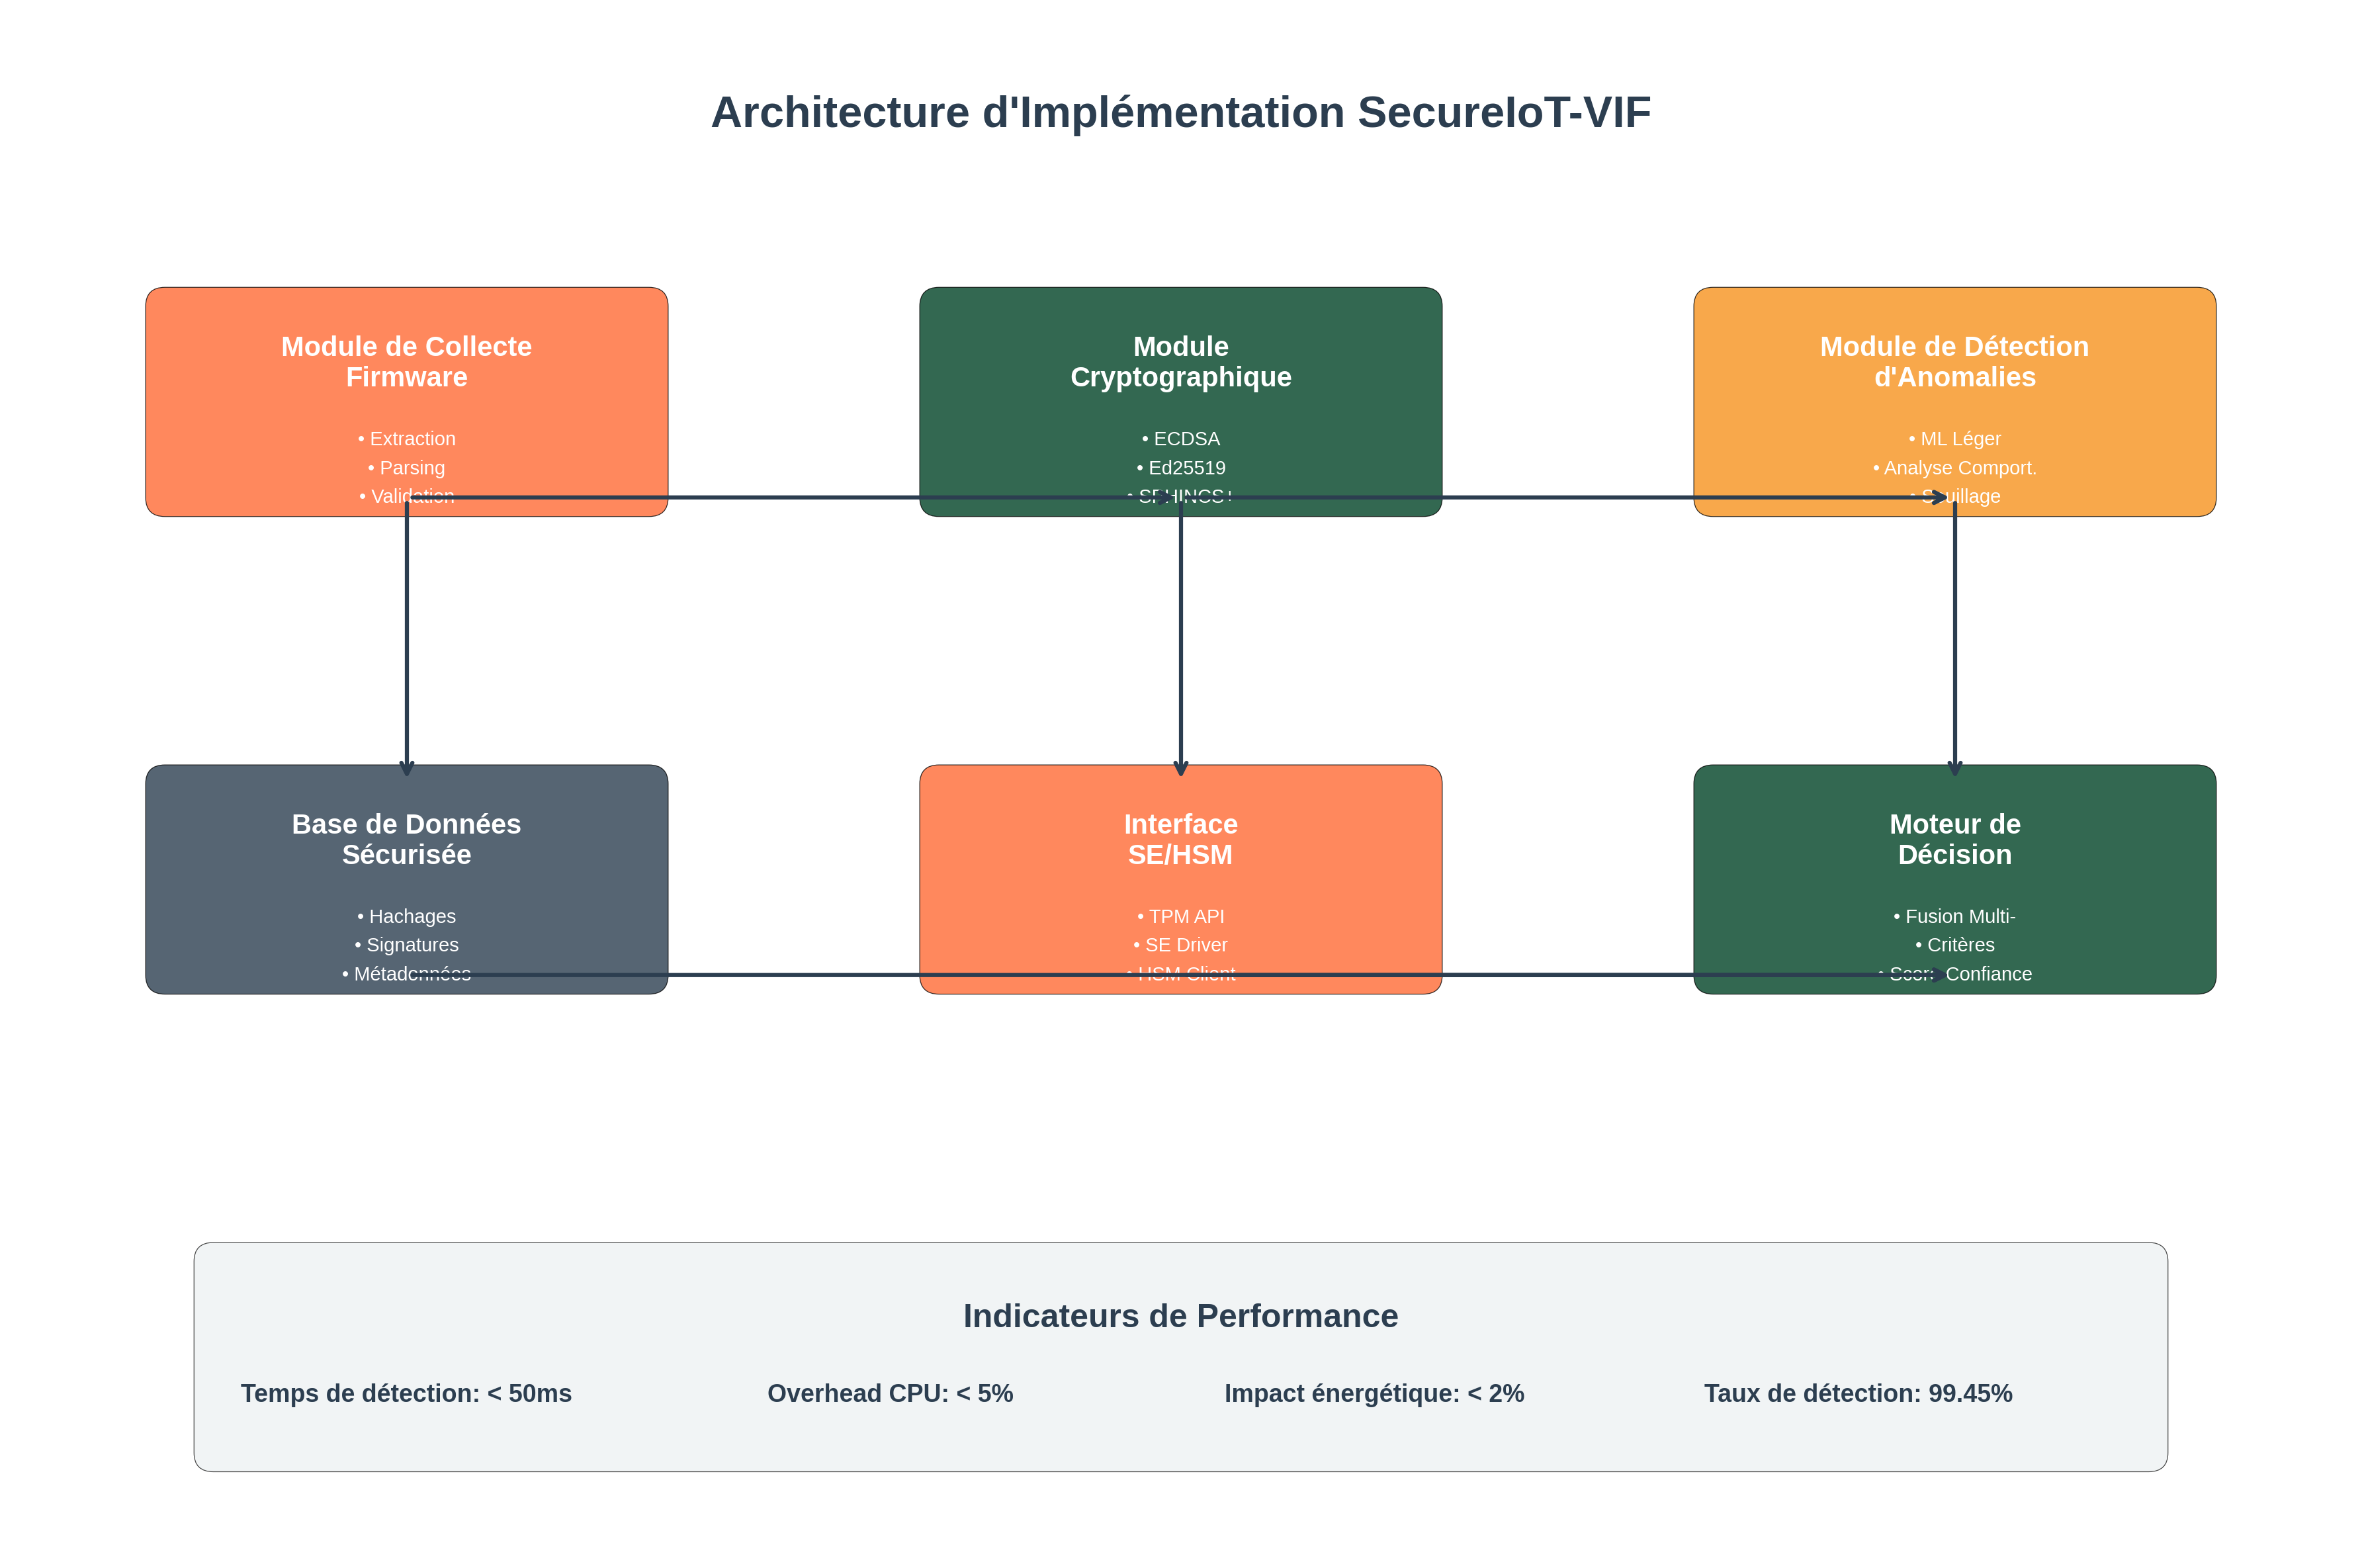 Architecture d'Implémentation SecureIoT-VIF
Module de Collecte
Firmware
• Extraction
• Parsing
• Validation
Module
Cryptographique
• ECDSA
• Ed25519
• SPHINCS+
Module de Détection
d'Anomalies
• ML Léger
• Analyse Comport.
Base de Données
Sécurisée
• Hachages
• Signatures
• Métadonnées
Interface
SE/HSM
• TPM API
• SE Driver
• HSM Client
Moteur de
Décision
• Fusion Multi-
• Critères
• Score Confiance
Indicateurs de Performance
Temps de détection: < 50ms
Overhead CPU: < 5%
Impact énergétique: < 2%
Taux de détection: 99.45%